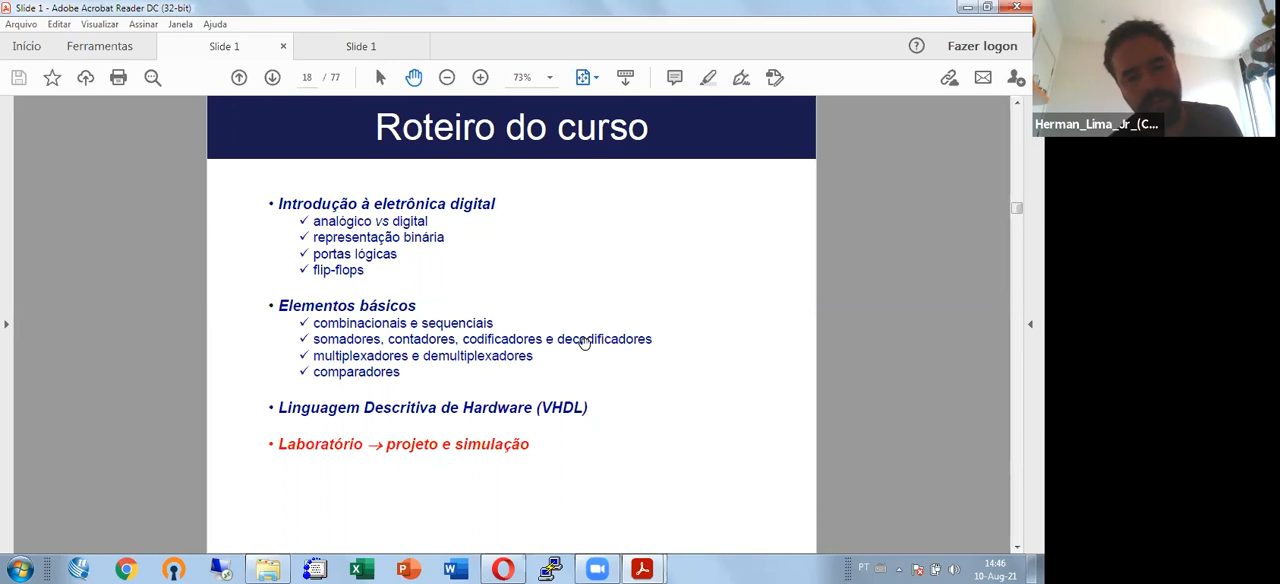 Slide 1 - Adobe Acrobat Reader DC (32-bit)
Arquivo Editar Visualizar Assinar Janela Ajuda
Início Ferramentas Slide 1 × Slide 1 Fazer logon
18 / 77 73%
Roteiro do curso
Herman_Lima_Jr_(C...
• Introdução à eletrônica digital
✓ analógico vs digital
✓ representação binária
✓ portas lógicas
✓ flip-flops
• Elementos básicos
✓ combinacionais e sequenciais
✓ somadores, contadores, codificadores e decodificadores
✓ multiplexadores e demultiplexadores
✓ comparadores
• Linguagem Descritiva de Hardware (VHDL)
• Laboratório → projeto e simulação
PT 14:46
10-Aug-21